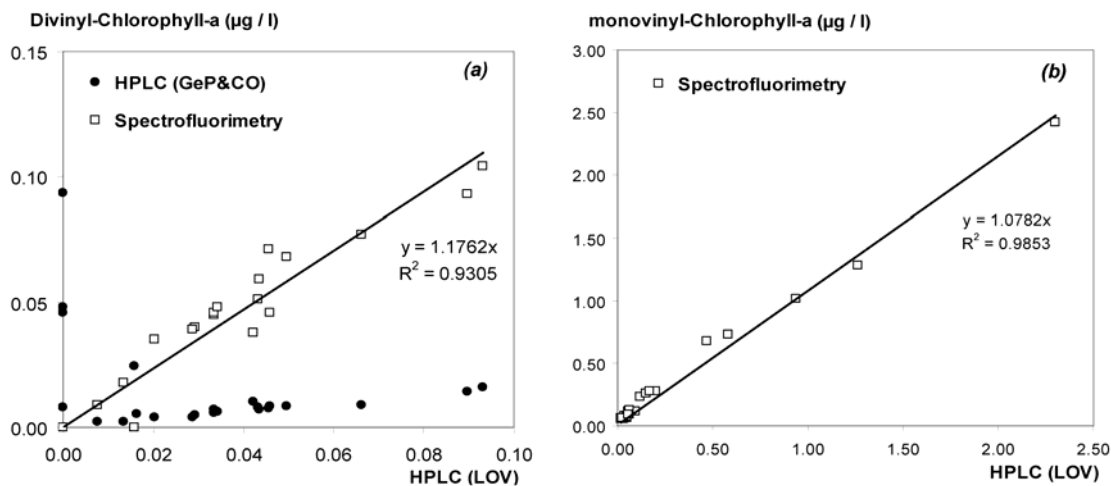 Divinyl-Chlorophyll-a (µg / l)
0.15
(a)
● HPLC (GeP&CO)
□ Spectrofluorimetry
0.10
y = 1.1762x
R² = 0.9305
0.05
0.00
0.00 0.02 0.04 0.06 0.08 0.10
HPLC (LOV)
monovinyl-Chlorophyll-a (µg / l)
3.00
(b)
□ Spectrofluorimetry
2.50
2.00
y = 1.0782x
R² = 0.9853
1.50
1.00
0.50
0.00
0.00 0.50 1.00 1.50 2.00 2.50
HPLC (LOV)